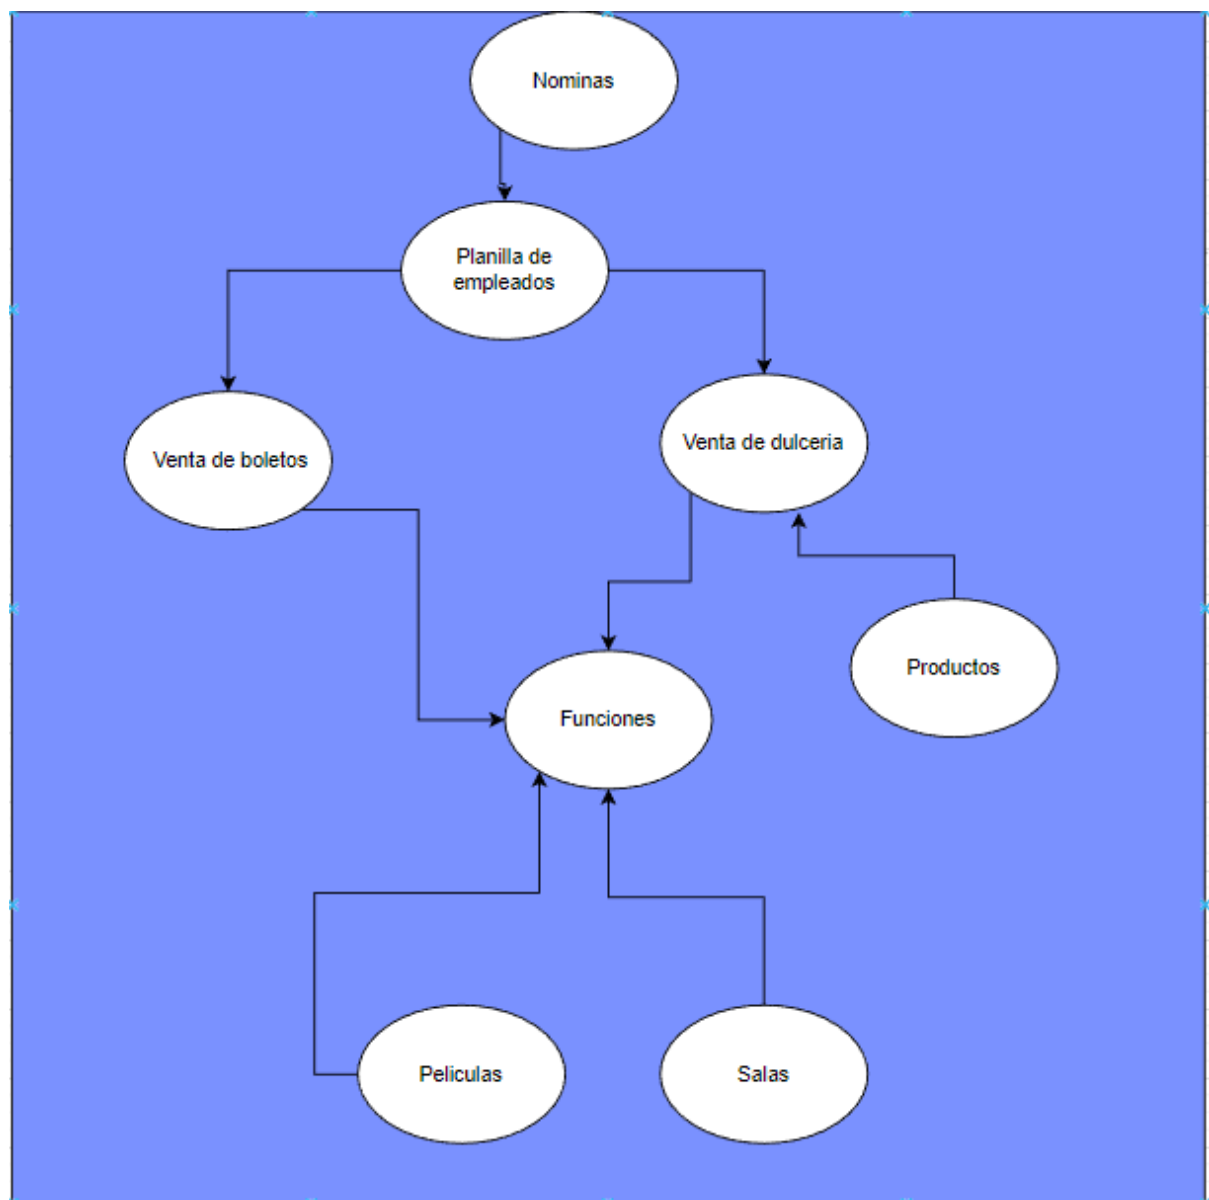 Nominas
Planilla de
empleados
Venta de boletos
Venta de dulceria
Productos
Funciones
Peliculas
Salas